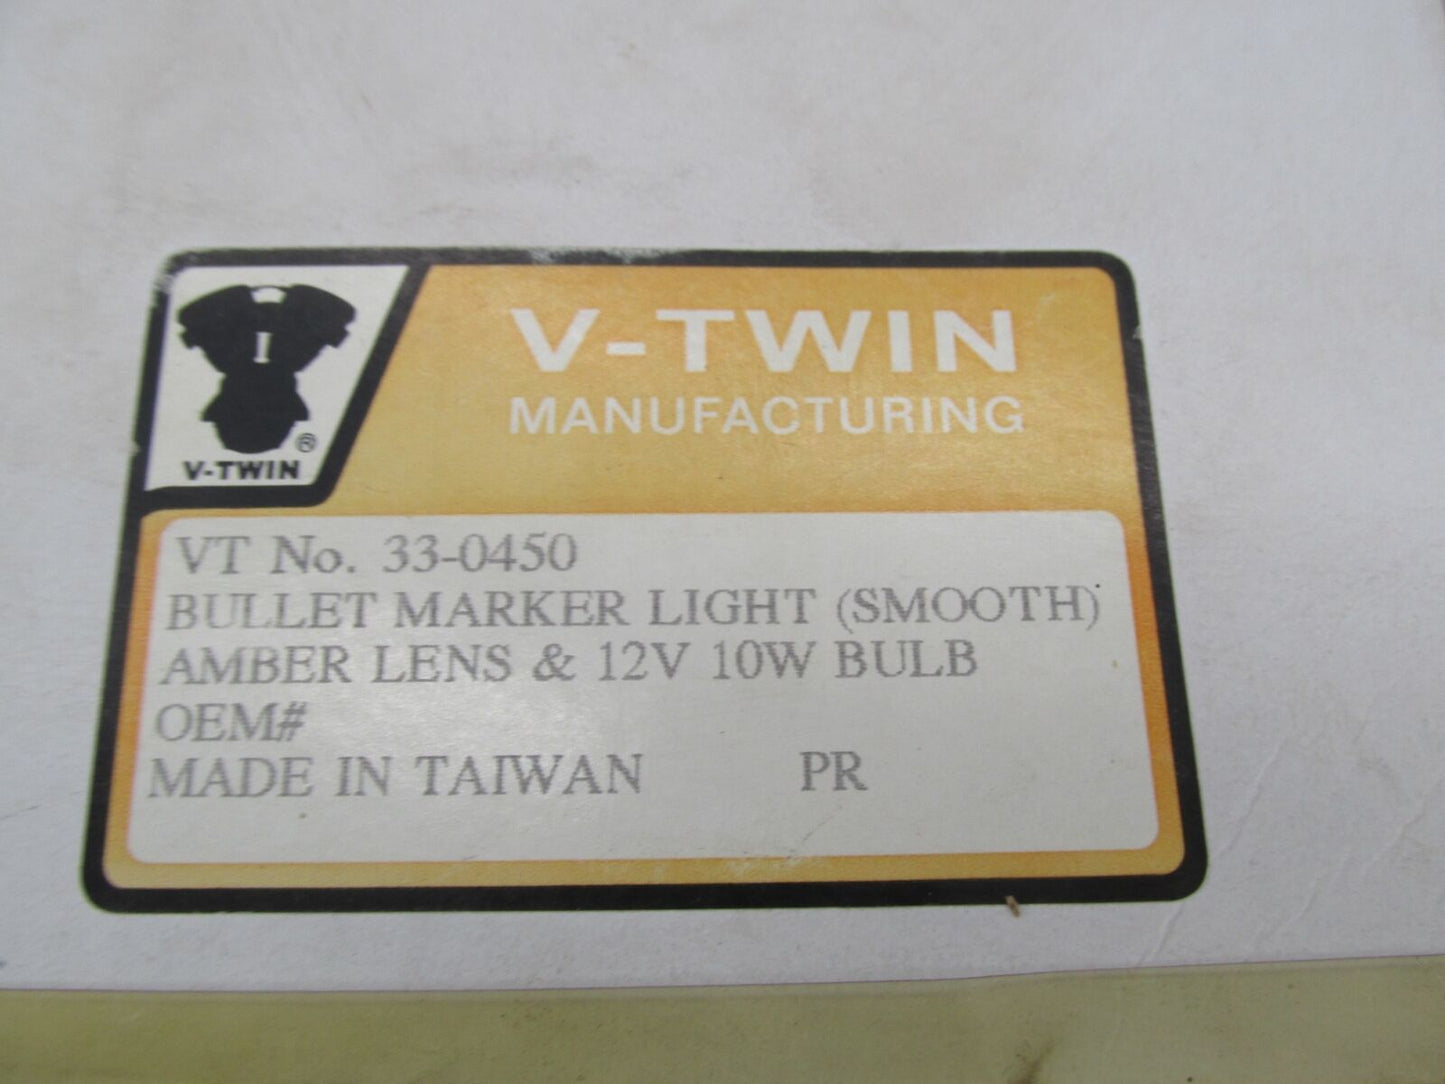 I
®
V-TWIN
V-TWIN
MANUFACTURING
VT No. 33-0450
BULLET MARKER LIGHT (SMOOTH)
AMBER LENS & 12V 10W BULB
OEM#
MADE IN TAIWAN PR